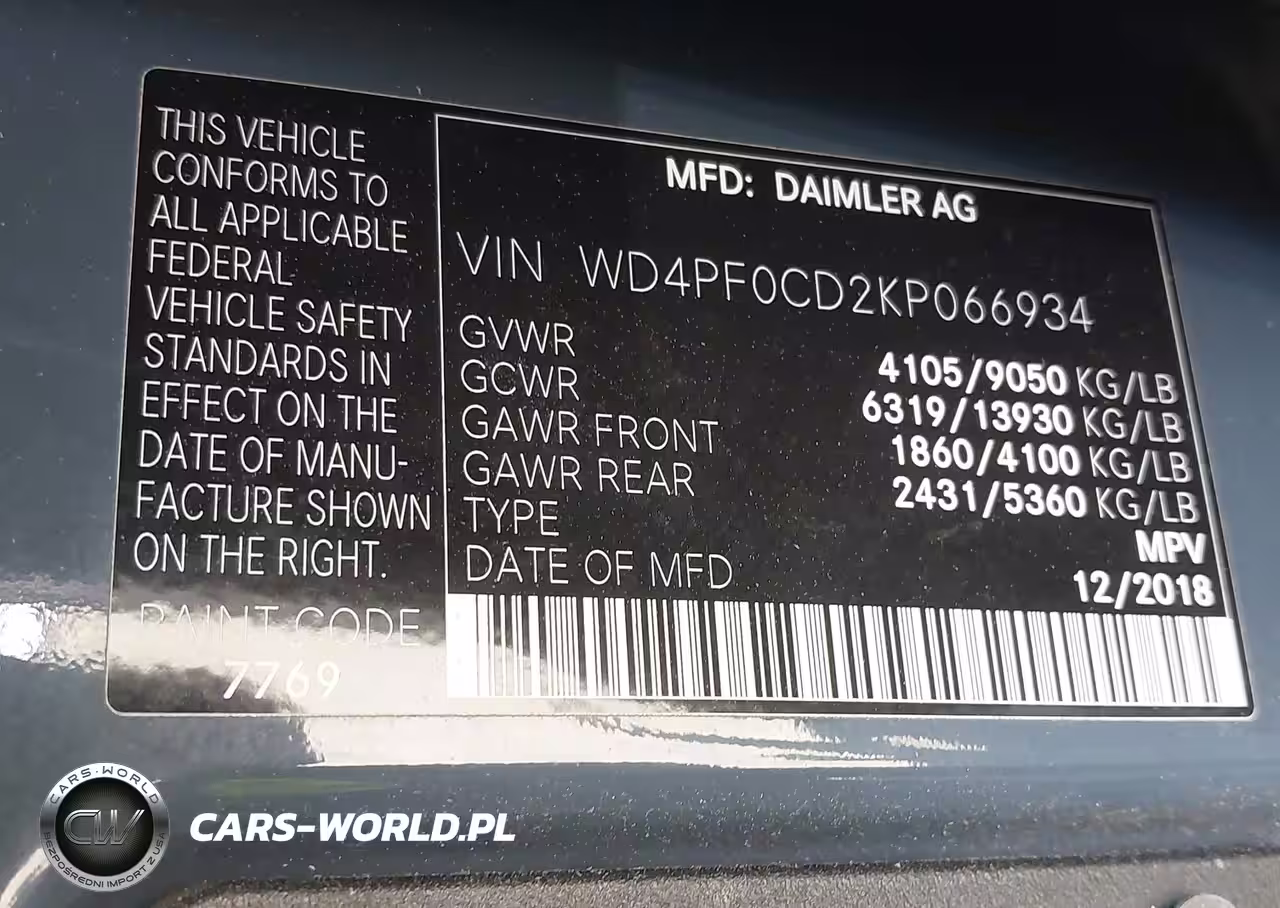 THIS VEHICLE
CONFORMS TO
ALL APPLICABLE
FEDERAL
VEHICLE SAFETY
STANDARDS IN
EFFECT ON THE
DATE OF MANU-
FACTURE SHOWN
ON THE RIGHT.
PAINT CODE
7769
MFD: DAIMLER AG
VIN WD4PF0CD2KP066934
GVWR 4105/9050 KG/LB
GCWR 6319/13930 KG/LB
GAWR FRONT 1860/4100 KG/LB
GAWR REAR 2431/5360 KG/LB
TYPE MPV
DATE OF MFD 12/2018
CARS-WORLD
CW
BEZPOŚREDNI IMPORT Z USA
CARS-WORLD.PL